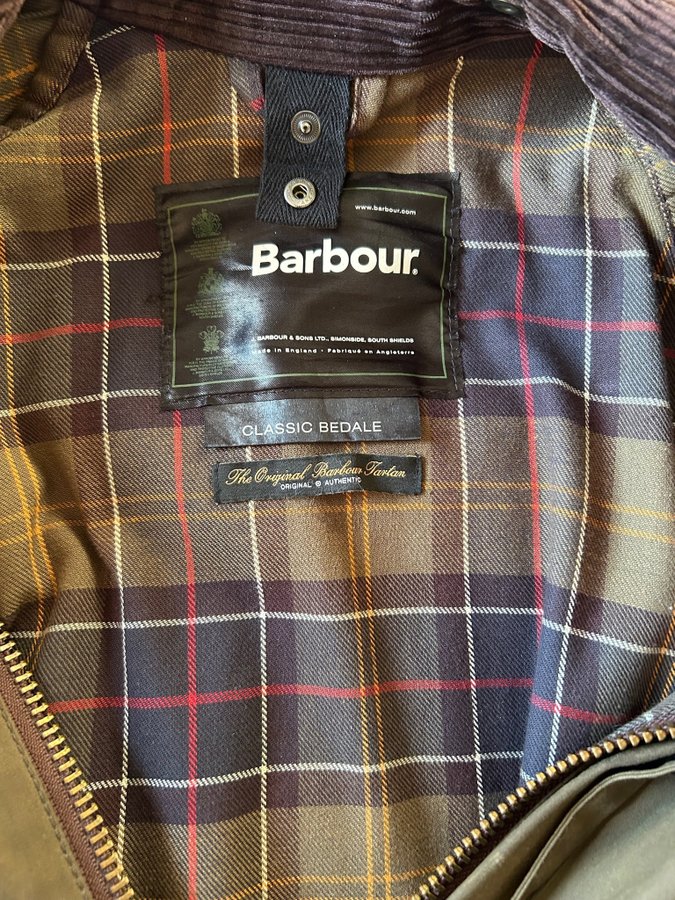 www.barbour.com
Barbour®
J. BARBOUR & SONS LTD., SIMONSIDE, SOUTH SHIELDS
Made in England · Fabriqué en Angleterre
CLASSIC BEDALE
The Original Barbour Tartan
ORIGINAL & AUTHENTIC